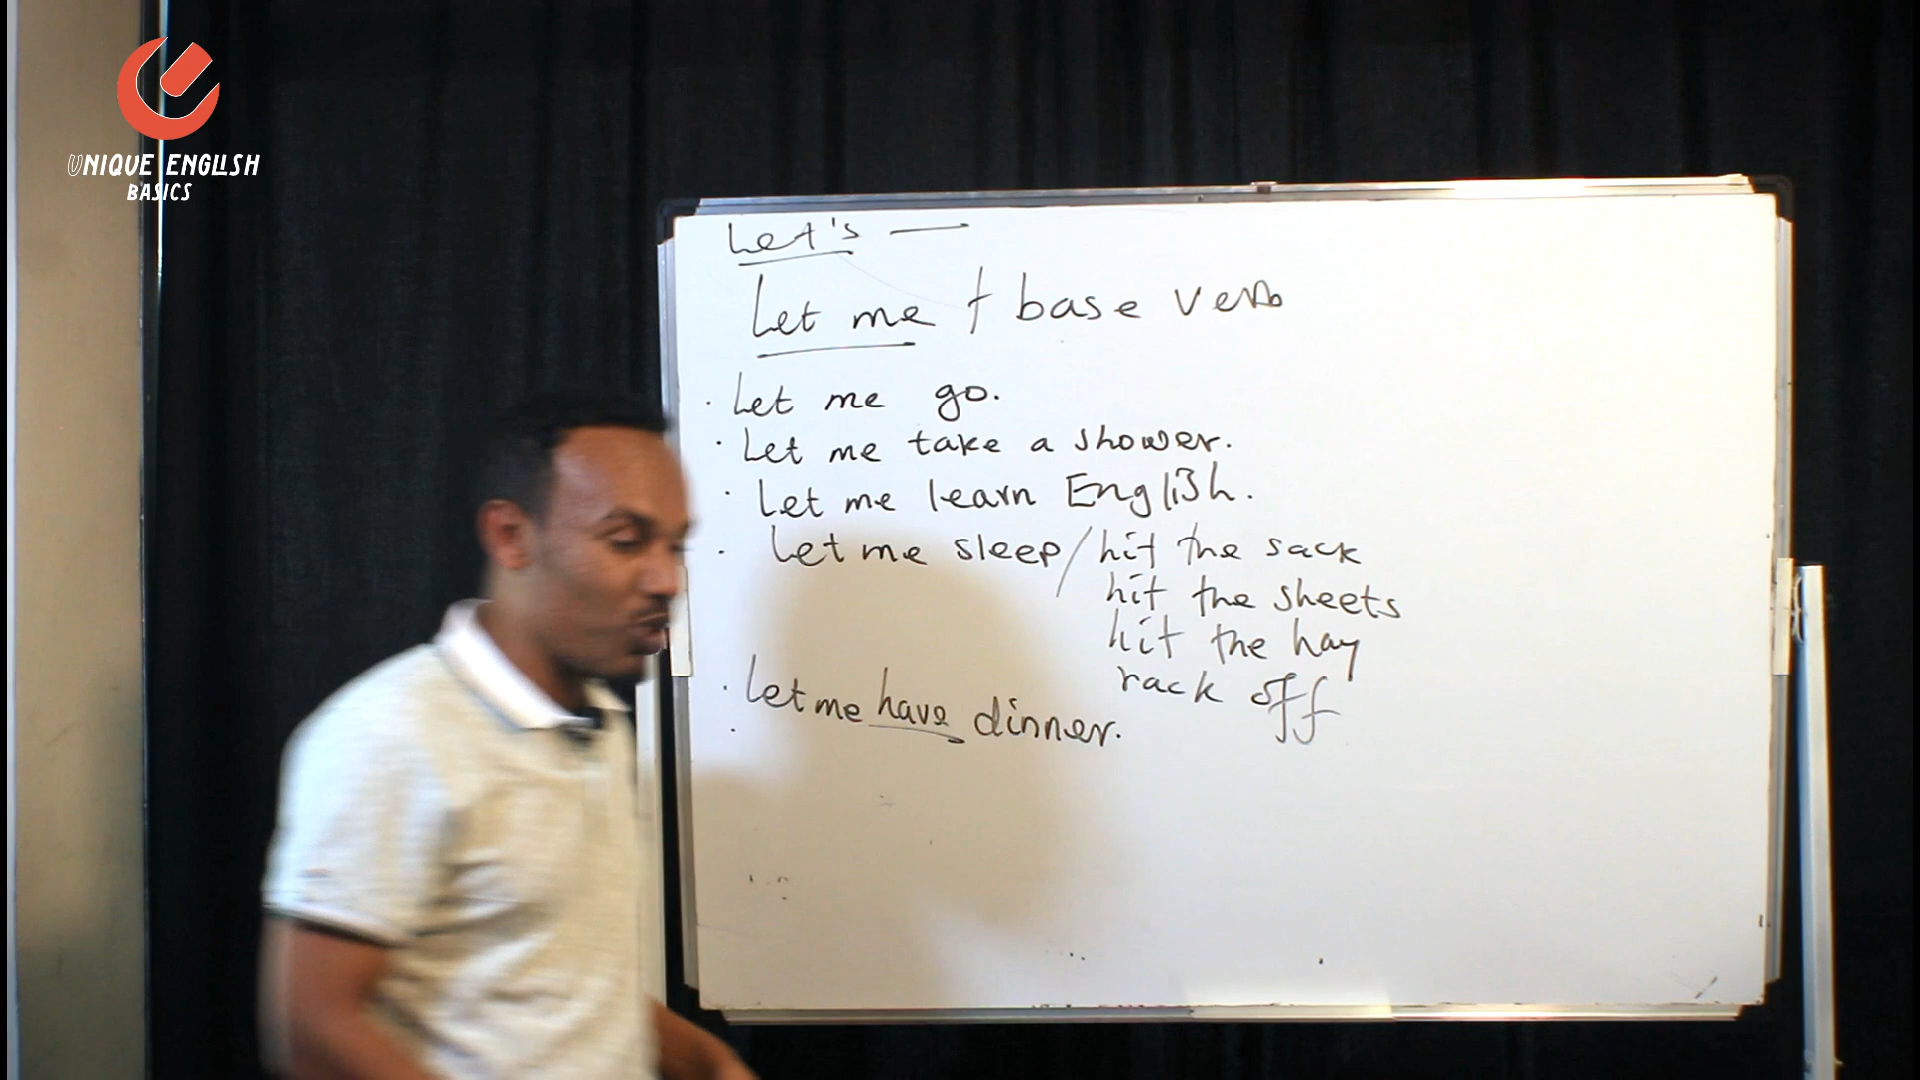 UNIQUE ENGLISH
BASICS
Let's —
Let me + base verb
· Let me go.
· Let me take a shower.
· Let me learn English.
· Let me sleep / hit the sack
hit the sheets
hit the hay
rack off
· Let me have dinner.
·